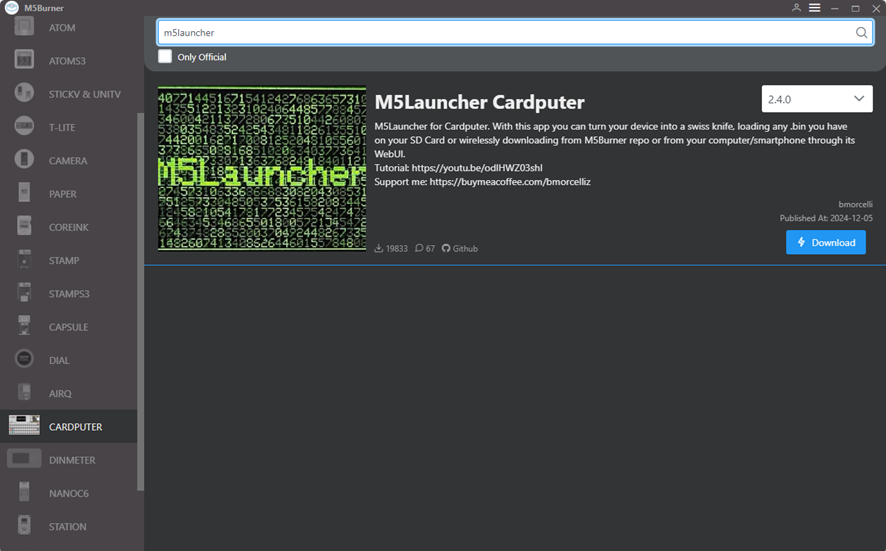 M5Burner
ATOM
ATOMS3
STICKV & UNITV
T-LITE
CAMERA
PAPER
COREINK
STAMP
STAMPS3
CAPSULE
DIAL
AIRQ
CARDPUTER
DINMETER
NANOC6
STATION
m5launcher
Only Official
M5Launcher
M5Launcher Cardputer
2.4.0
M5Launcher for Cardputer. With this app you can turn your device into a swiss knife, loading any .bin you have
on your SD Card or wirelessly downloading from M5Burner repo or from your computer/smartphone through its
WebUI.
Tutorial: https://youtu.be/odlHWZ03shI
Support me: https://buymeacoffee.com/bmorcelliz
bmorcelli
Published At: 2024-12-05
19833 67 Github
Download